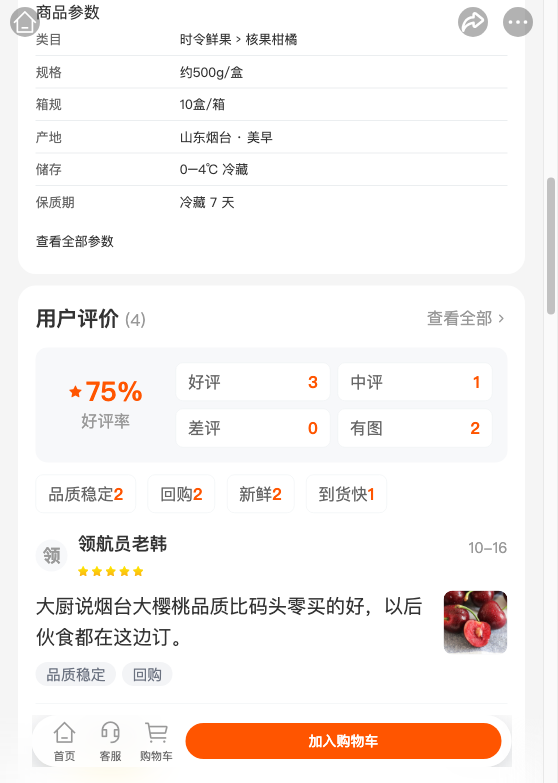 商品参数
类目 时令鲜果 > 核果柑橘
规格 约500g/盒
箱规 10盒/箱
产地 山东烟台 · 美早
储存 0—4℃ 冷藏
保质期 冷藏 7 天
查看全部参数
用户评价 (4) 查看全部 >
75%
好评率
好评 3 中评 1
差评 0 有图 2
品质稳定2 回购2 新鲜2 到货快1
领 领航员老韩 10-16
大厨说烟台大樱桃品质比码头零买的好，以后
伙食都在这边订。
品质稳定 回购
首页 客服 购物车 加入购物车